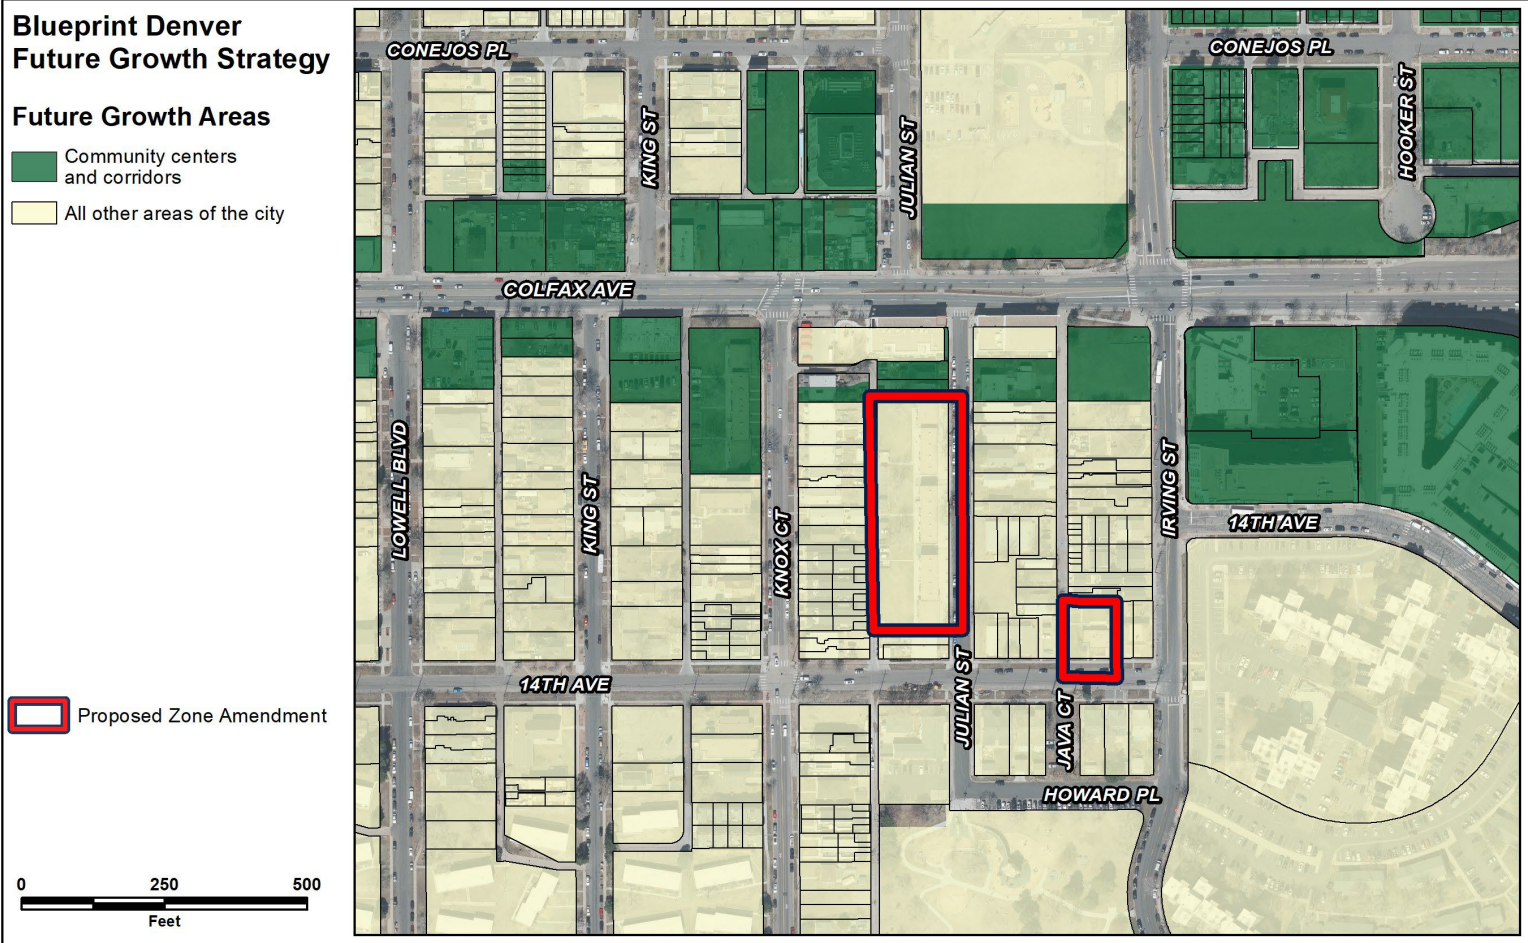 Blueprint Denver
Future Growth Strategy
Future Growth Areas
Community centers
and corridors
All other areas of the city
Proposed Zone Amendment
0 250 500
Feet
CONEJOS PL
CONEJOS PL
KING ST
JULIAN ST
HOOKER ST
COLFAX AVE
LOWELL BLVD
KING ST
KNOX CT
IRVING ST
14TH AVE
14TH AVE
JULIAN ST
JAVA CT
HOWARD PL